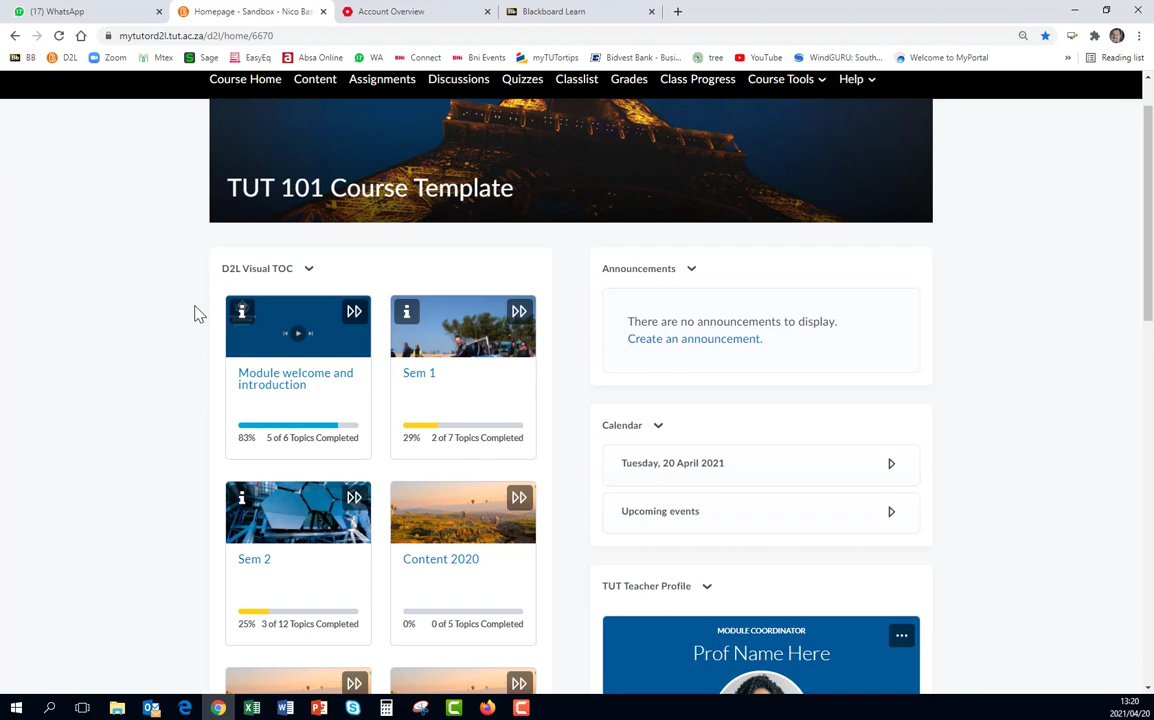 (17) WhatsApp
Homepage - Sandbox - Nico Ba
Account Overview
Blackboard Learn
mytutord2l.tut.ac.za/d2l/home/6670
BB D2L Zoom Mtex Sage EasyEq Absa Online WA Connect Bni Events myTUTortips Bidvest Bank - Busi... tree YouTube WindGURU: South... Welcome to MyPortal » Reading list
Course Home Content Assignments Discussions Quizzes Classlist Grades Class Progress Course Tools Help
TUT 101 Course Template
D2L Visual TOC
Module welcome and
introduction
83% 5 of 6 Topics Completed
Sem 1
29% 2 of 7 Topics Completed
Sem 2
25% 3 of 12 Topics Completed
Content 2020
0% 0 of 5 Topics Completed
Announcements
There are no announcements to display.
Create an announcement.
Calendar
Tuesday, 20 April 2021
Upcoming events
TUT Teacher Profile
MODULE COORDINATOR
Prof Name Here
13:20
2021/04/20